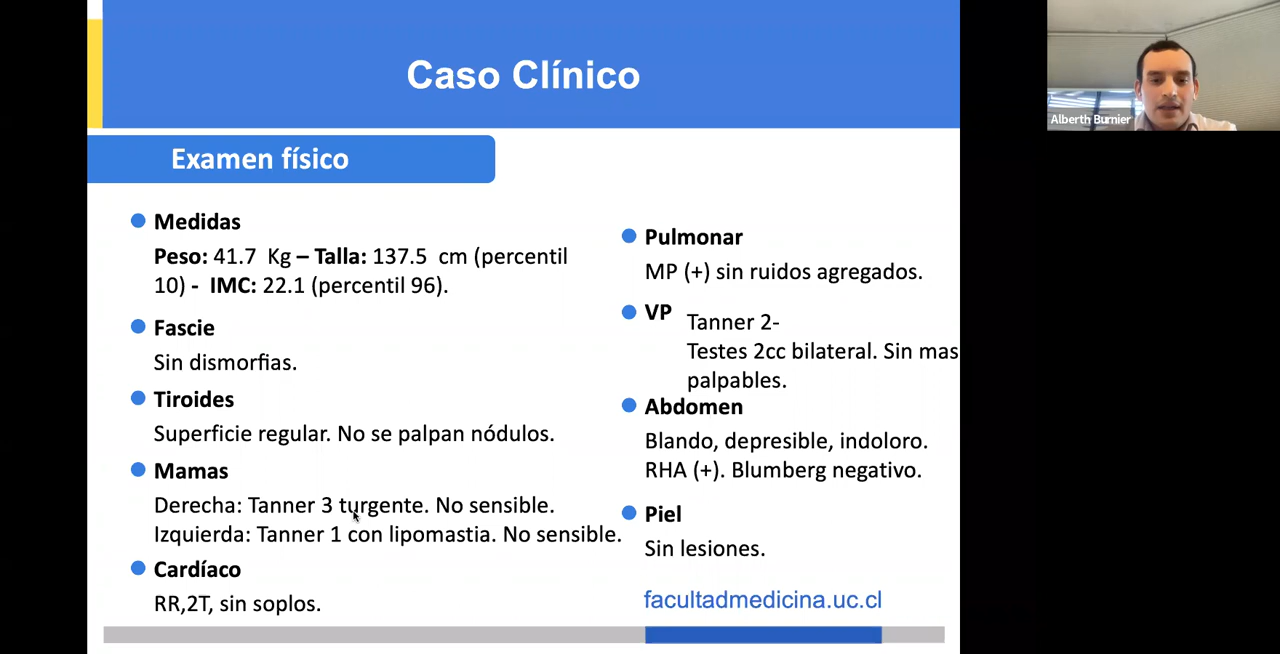 Caso Clínico
Examen físico
Medidas
Peso: 41.7 Kg – Talla: 137.5 cm (percentil
10) - IMC: 22.1 (percentil 96).
Fascie
Sin dismorfias.
Tiroides
Superficie regular. No se palpan nódulos.
Mamas
Derecha: Tanner 3 turgente. No sensible.
Izquierda: Tanner 1 con lipomastia. No sensible.
Cardíaco
RR,2T, sin soplos.
Pulmonar
MP (+) sin ruidos agregados.
VP
Tanner 2-
Testes 2cc bilateral. Sin mas
palpables.
Abdomen
Blando, depresible, indoloro.
RHA (+). Blumberg negativo.
Piel
Sin lesiones.
facultadmedicina.uc.cl
Alberth Burnier